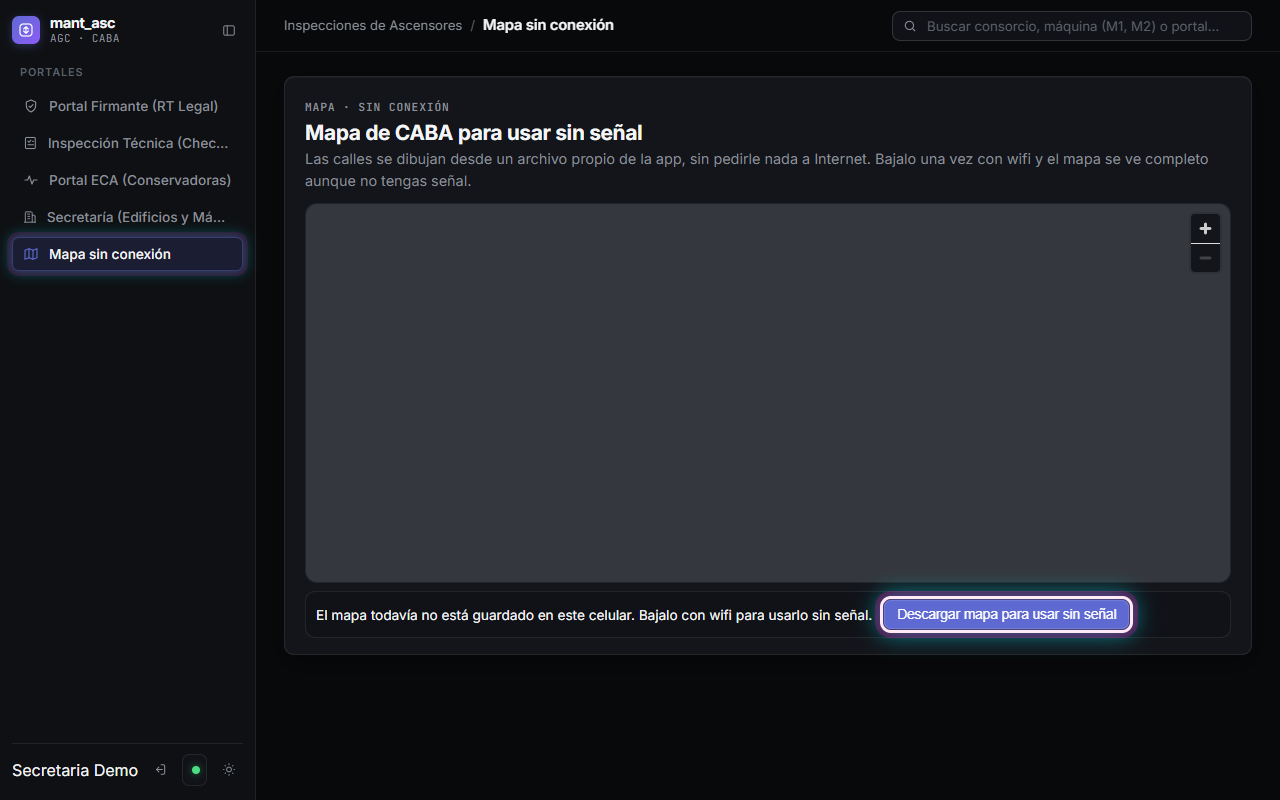 mant_asc
AGC · CABA
PORTALES
Portal Firmante (RT Legal)
Inspección Técnica (Chec...
Portal ECA (Conservadoras)
Secretaría (Edificios y Má...
Mapa sin conexión
Secretaria Demo
Inspecciones de Ascensores / Mapa sin conexión
Buscar consorcio, máquina (M1, M2) o portal...
MAPA · SIN CONEXIÓN
Mapa de CABA para usar sin señal
Las calles se dibujan desde un archivo propio de la app, sin pedirle nada a Internet. Bajalo una vez con wifi y el mapa se ve completo
aunque no tengas señal.
+
−
El mapa todavía no está guardado en este celular. Bajalo con wifi para usarlo sin señal.
Descargar mapa para usar sin señal